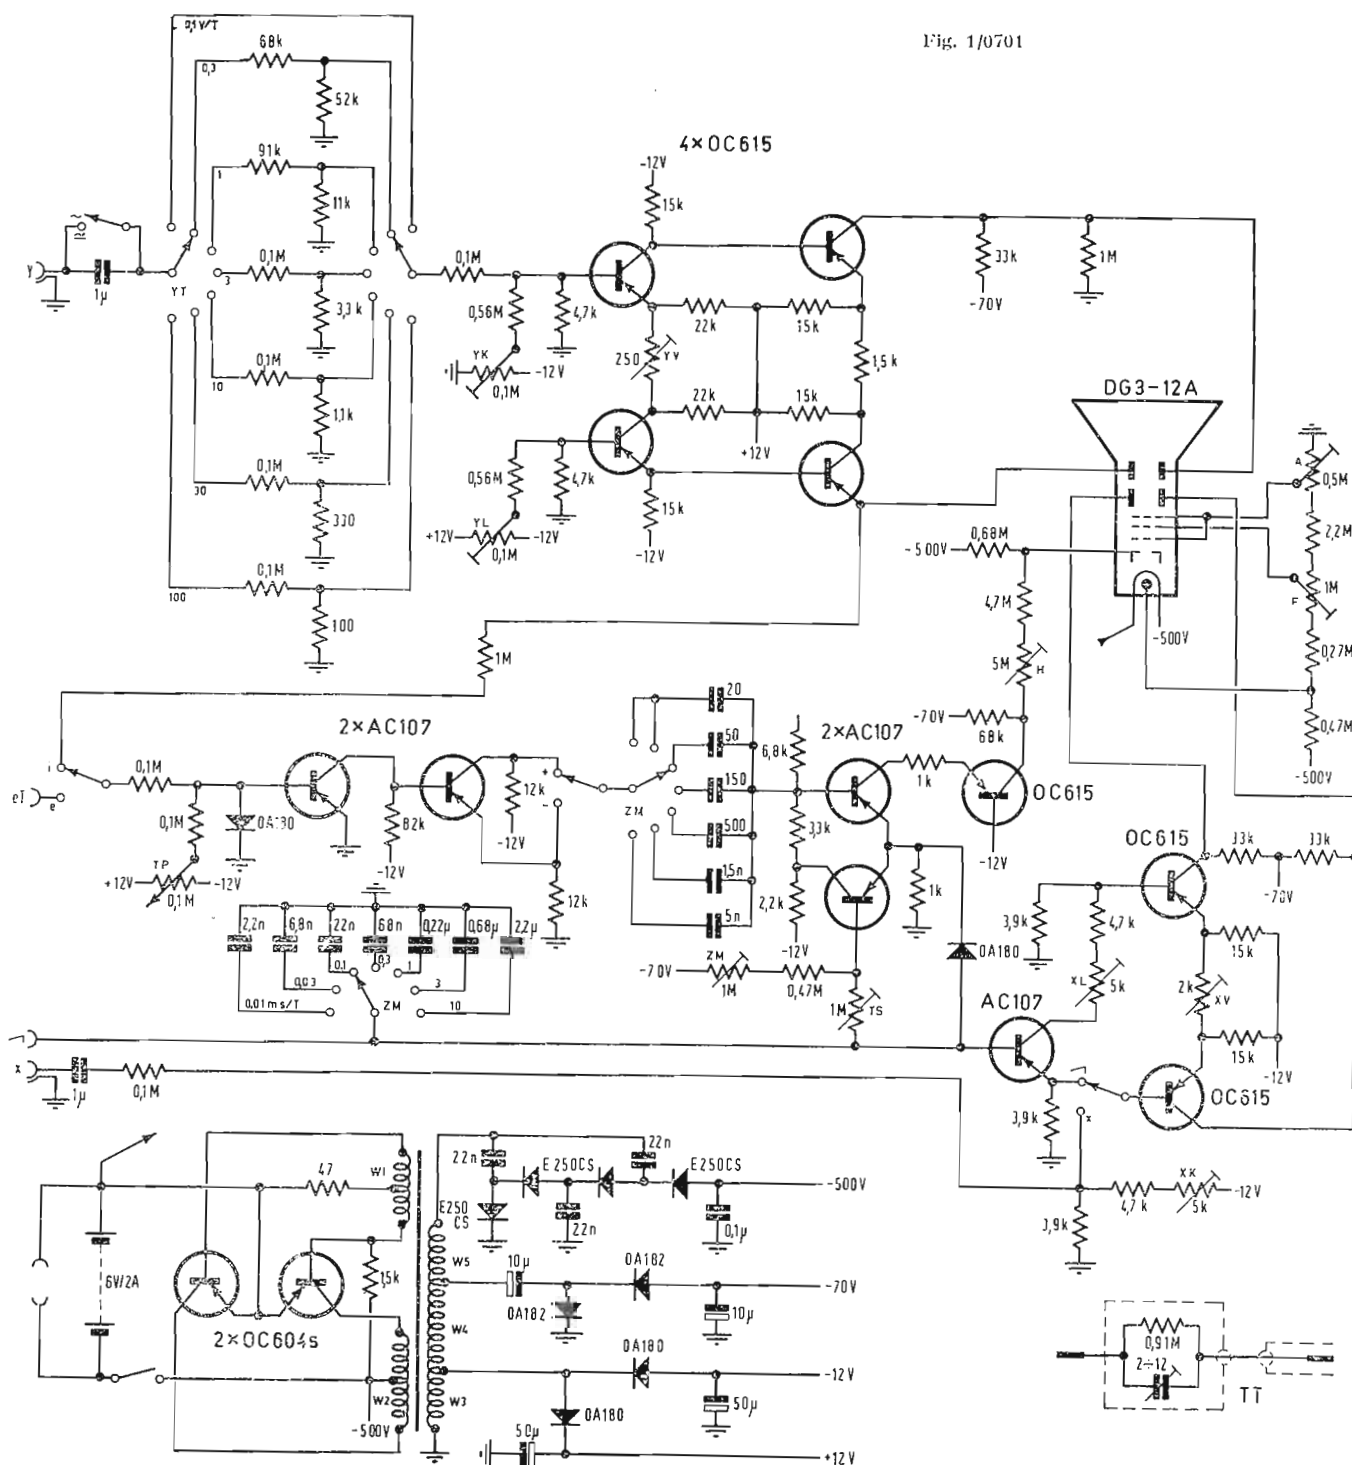 Fig. 1/0701
0,1V/T
68k
0,3
52k
4×OC615
91k
1
11k
-12V
15k
~
≂
Y
1µ
YT
0,1M
3
3,3k
0,1M
0,56M
4,7k
YK
-12V
0,1M
22k
15k
250
YV
1,5k
33k
-70V
1M
0,1M
10
1,1k
22k
15k
+12V
DG3-12A
0,1M
30
330
0,56M
4,7k
YL
+12V
-12V
0,1M
15k
-12V
A
0,5M
0,68M
-500V
2,2M
0,1M
100
100
4,7M
1M
F
-500V
1M
5M
H
0,27M
2×AC107
20
50
150
500
1,5n
5n
2×AC107
6,8k
-70V
68k
0,47M
-500V
i
eT
e
0,1M
0,1M
OA180
82k
-12V
12k
-12V
+
-
ZM
3,3k
1k
OC615
-12V
OC615
33k
33k
-70V
TP
+12V
-12V
0,1M
12k
2,2k
-12V
1k
3,9k
4,7k
2,2n
6,8n
22n
68n
0,22µ
0,68µ
2,2µ
0,1
0,3
1
0,03
3
0,01ms/T
ZM
10
-70V
ZM
1M
0,47M
1M
TS
OA180
XL
5k
15k
2k
XV
AC107
15k
-12V
x
1µ
0,1M
OC615
3,9k
x
47
W1
22n
E250CS
22n
E250CS
-500V
E250
CS
22n
0,1µ
4,7k
XK
5k
-12V
3,9k
6V/2A
1,5k
W5
10µ
OA182
-70V
OA182
10µ
2×OC604s
W4
OA180
-12V
W2
W3
OA180
50µ
-500V
50µ
+12V
0,91M
2÷12
TT